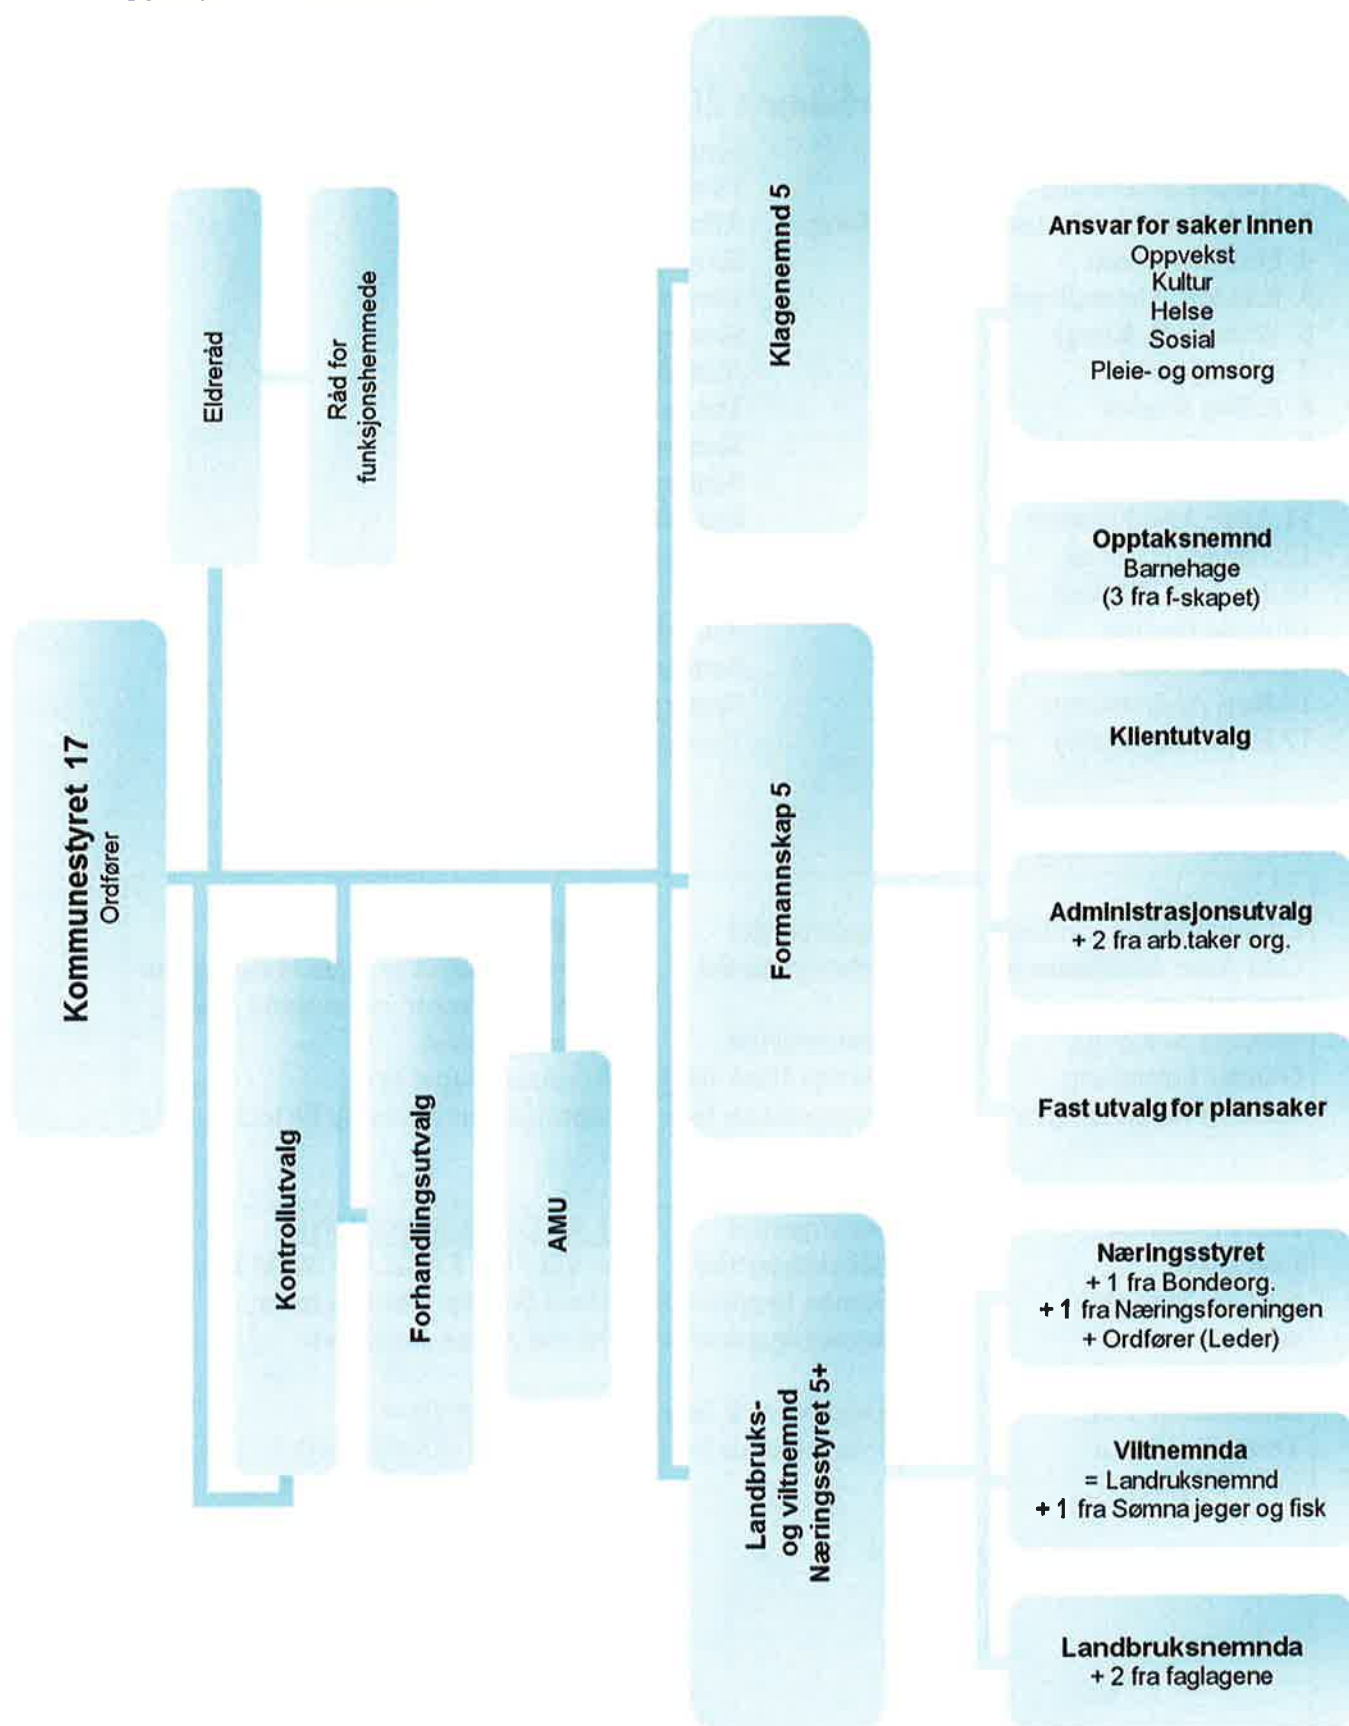 Kommunestyret 17
Ordfører
Eldreråd
Råd for
funksjonshemmede
Kontrollutvalg
Forhandlingsutvalg
AMU
Klagenemnd 5
Formannskap 5
Landbruks-
og viltnemnd
Næringsstyret 5+
Ansvar for saker Innen
Oppvekst
Kultur
Helse
Sosial
Pleie- og omsorg
Opptaksnemnd
Barnehage
(3 fra f-skapet)
Klientutvalg
Administrasjonsutvalg
+ 2 fra arb.taker org.
Fast utvalg for plansaker
Næringsstyret
+ 1 fra Bondeorg.
+ 1 fra Næringsforeningen
+ Ordfører (Leder)
Viltnemnda
= Landruksnemnd
+ 1 fra Sømna jeger og fisk
Landbruksnemnda
+ 2 fra faglagene